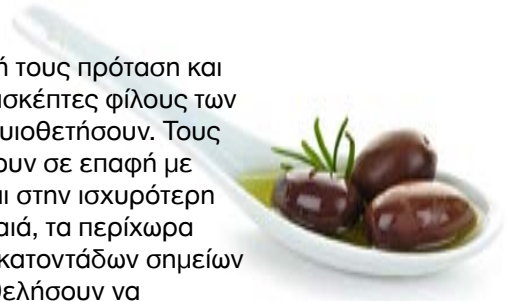 ή τους πρόταση και
ισκέπτες φίλους των
υιοθετήσουν. Τους
ουν σε επαφή με
ι στην ισχυρότερη
αιά, τα περίχωρα
κατοντάδων σημείων
θελήσουν να